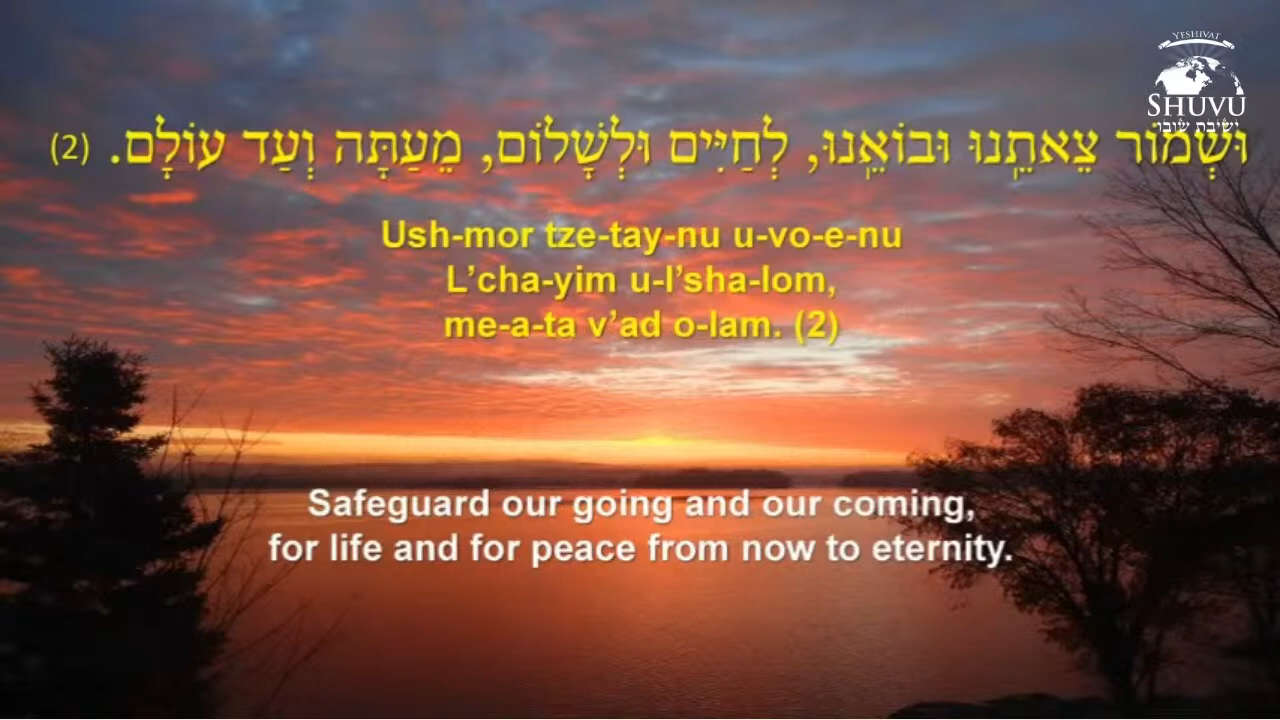 YESHIVAT
SHUVU
ישיבת שובו
וּשְׁמוֹר צֵאתֵֽנוּ וּבוֹאֵֽנוּ, לְחַיִּים וּלְשָׁלוֹם, מֵעַתָּה וְעַד עוֹלָם. (2)
Ush-mor tze-tay-nu u-vo-e-nu
L’cha-yim u-l’sha-lom,
me-a-ta v’ad o-lam. (2)
Safeguard our going and our coming,
for life and for peace from now to eternity.